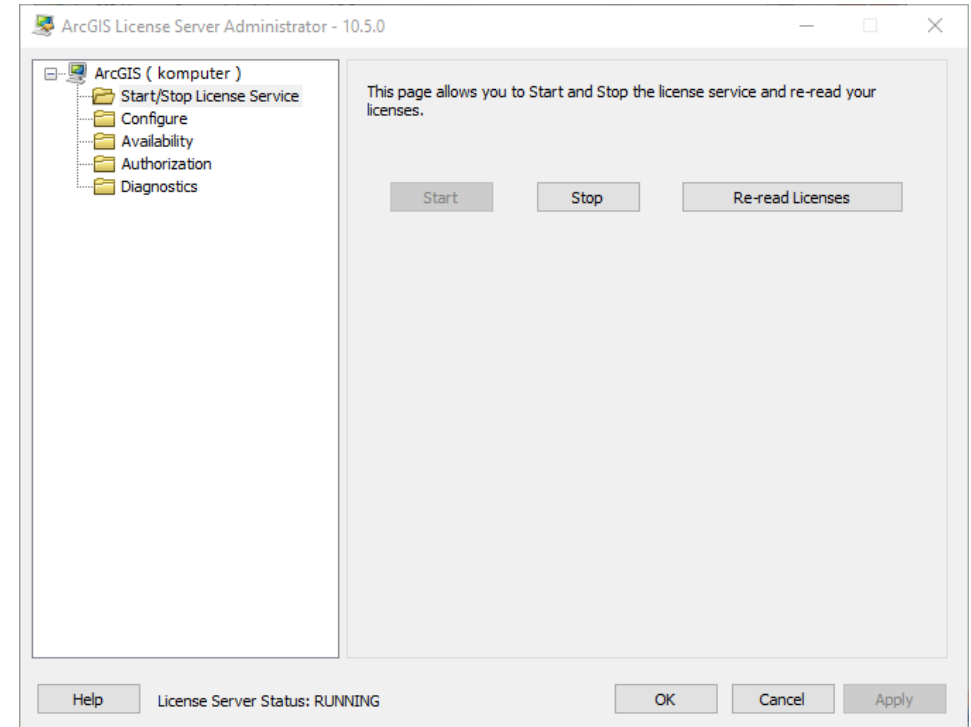 ArcGIS License Server Administrator - 10.5.0
ArcGIS ( komputer )
Start/Stop License Service
Configure
Availability
Authorization
Diagnostics
This page allows you to Start and Stop the license service and re-read your
licenses.
Start
Stop
Re-read Licenses
Help
License Server Status: RUNNING
OK
Cancel
Apply